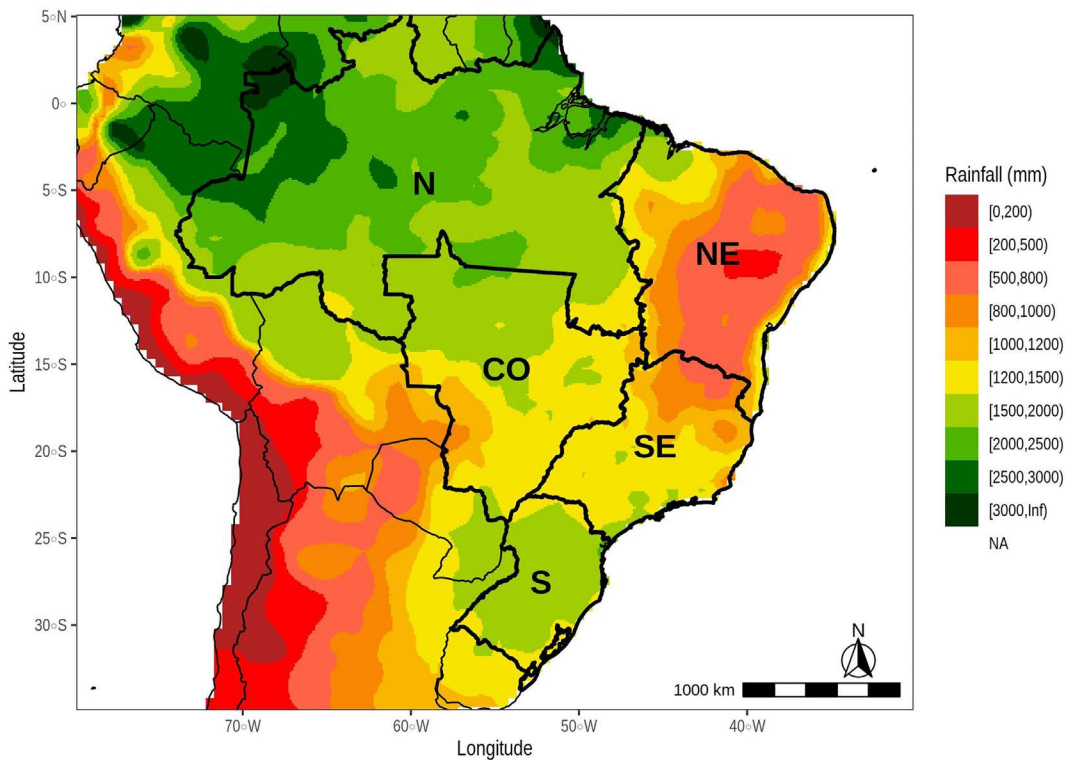 5°N
0°
5°S
10°S
15°S
20°S
25°S
30°S
Latitude
N
NE
CO
SE
S
N
1000 km
70°W
60°W
50°W
40°W
Longitude
Rainfall (mm)
[0,200)
[200,500)
[500,800)
[800,1000)
[1000,1200)
[1200,1500)
[1500,2000)
[2000,2500)
[2500,3000)
[3000,Inf)
NA